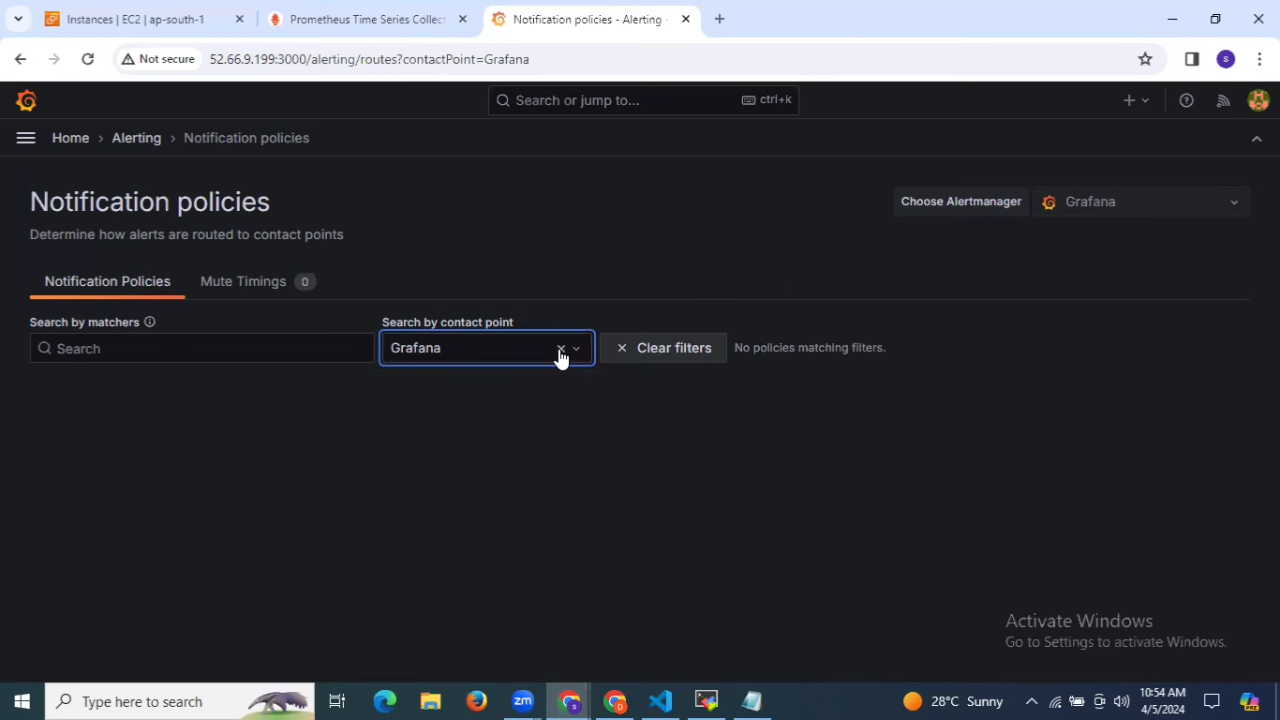 Instances | EC2 | ap-south-1
Prometheus Time Series Collect
Notification policies - Alerting
Not secure
52.66.9.199:3000/alerting/routes?contactPoint=Grafana
s
Search or jump to...
ctrl+k
Home › Alerting › Notification policies
Notification policies
Choose Alertmanager
Grafana
Determine how alerts are routed to contact points
Notification Policies
Mute Timings 0
Search by matchers
Search by contact point
Search
Grafana
Clear filters
No policies matching filters.
Activate Windows
Go to Settings to activate Windows.
Type here to search
zm
28°C Sunny
10:54 AM
4/5/2024